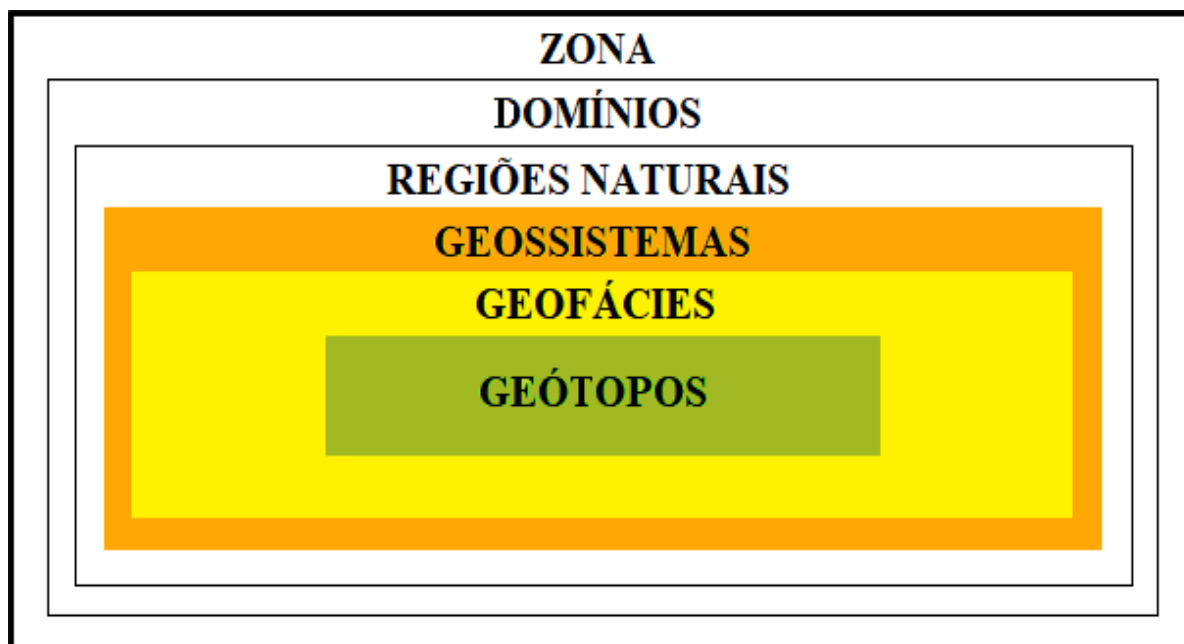 ZONA
DOMÍNIOS
REGIÕES NATURAIS
GEOSSISTEMAS
GEOFÁCIES
GEÓTOPOS